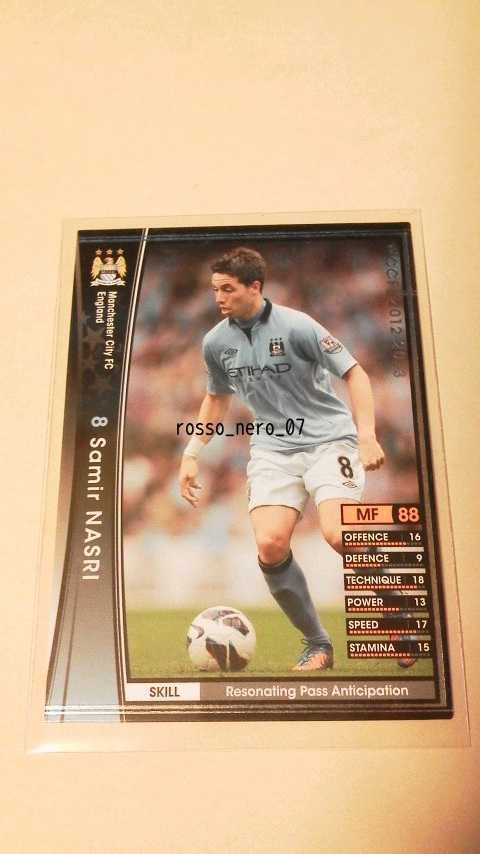 WCCF 2012-2013
Manchester City FC
England
8 Samir NASRI
ETIHAD
rosso_nero_07
8
MF 88
OFFENCE 16
DEFENCE 9
TECHNIQUE 18
POWER 13
SPEED 17
STAMINA 15
SKILL Resonating Pass Anticipation